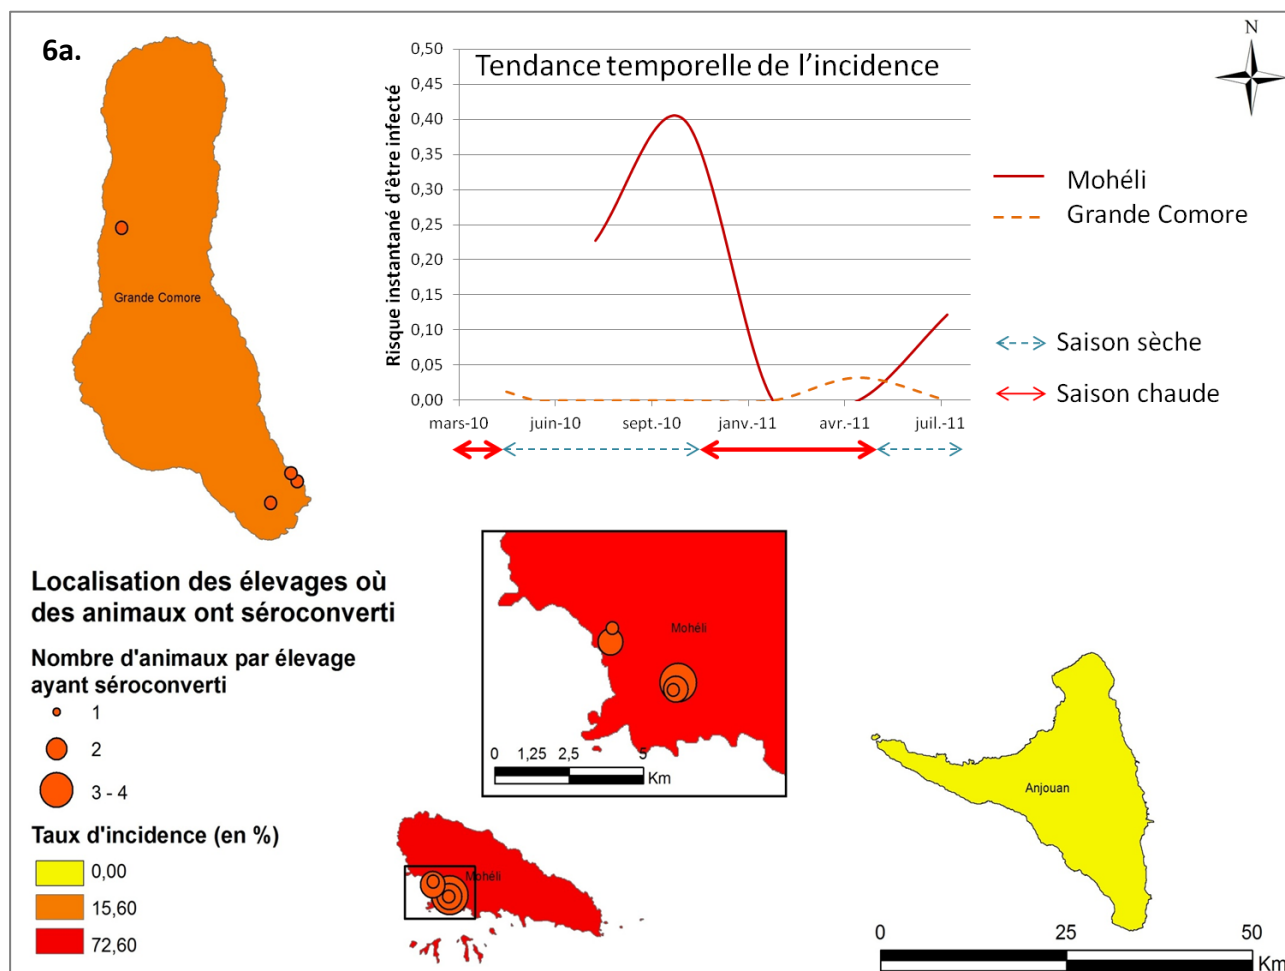 6a.
N
Tendance temporelle de l’incidence
Risque instantané d'être infecté
0,50
0,45
0,40
0,35
0,30
0,25
0,20
0,15
0,10
0,05
0,00
mars-10 juin-10 sept.-10 janv.-11 avr.-11 juil.-11
Mohéli
Grande Comore
Saison sèche
Saison chaude
Grande Comore
Localisation des élevages où
des animaux ont séroconverti
Nombre d'animaux par élevage
ayant séroconverti
1
2
3 - 4
Taux d'incidence (en %)
0,00
15,60
72,60
Mohéli
0 1,25 2,5 5
Km
Mohéli
Anjouan
0 25 50
Km